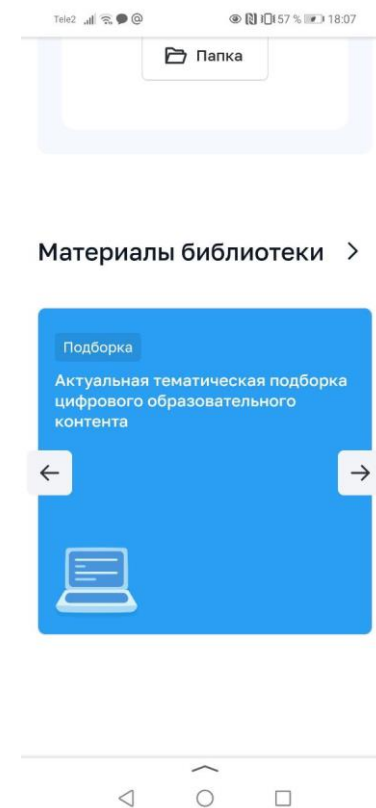 Tele2 57 % 18:07
Папка
Материалы библиотеки
Подборка
Актуальная тематическая подборка
цифрового образовательного
контента